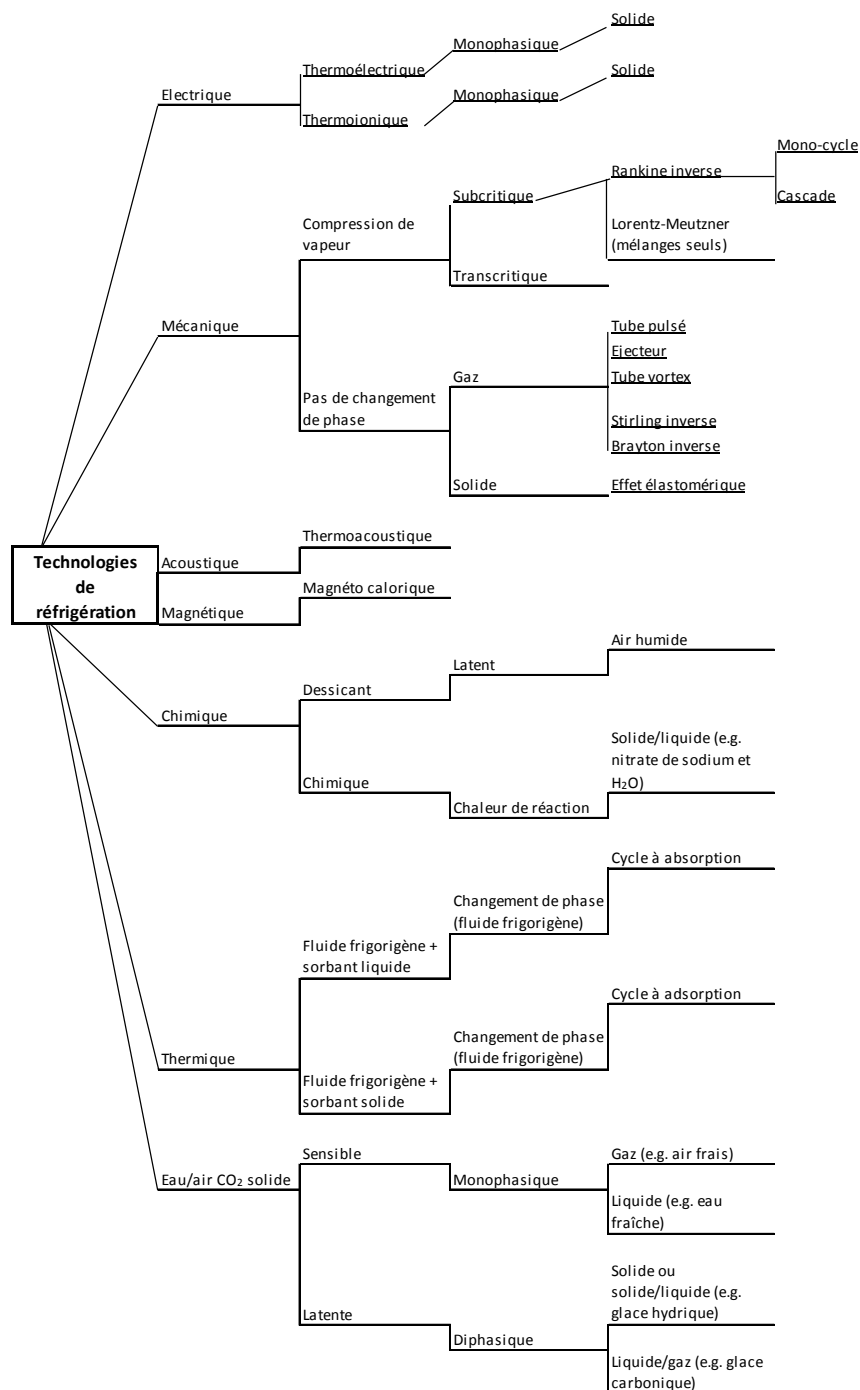 Solide
Monophasique
Thermoélectrique
Solide
Electrique
Monophasique
Thermoionique
Mono-cycle
Rankine inverse
Subcritique
Cascade
Compression de
vapeur
Lorentz-Meutzner
(mélanges seuls)
Transcritique
Mécanique
Tube pulsé
Ejecteur
Gaz
Tube vortex
Pas de changement
de phase
Stirling inverse
Brayton inverse
Solide
Effet élastomérique
Thermoacoustique
Technologies
de
réfrigération
Acoustique
Magnéto calorique
Magnétique
Air humide
Latent
Dessicant
Chimique
Solide/liquide (e.g.
nitrate de sodium et
H₂O)
Chimique
Chaleur de réaction
Cycle à absorption
Changement de phase
(fluide frigorigène)
Fluide frigorigène +
sorbant liquide
Cycle à adsorption
Changement de phase
(fluide frigorigène)
Thermique
Fluide frigorigène +
sorbant solide
Sensible
Gaz (e.g. air frais)
Eau/air CO₂ solide
Monophasique
Liquide (e.g. eau
fraîche)
Solide ou
solide/liquide (e.g.
glace hydrique)
Latente
Diphasique
Liquide/gaz (e.g. glace
carbonique)